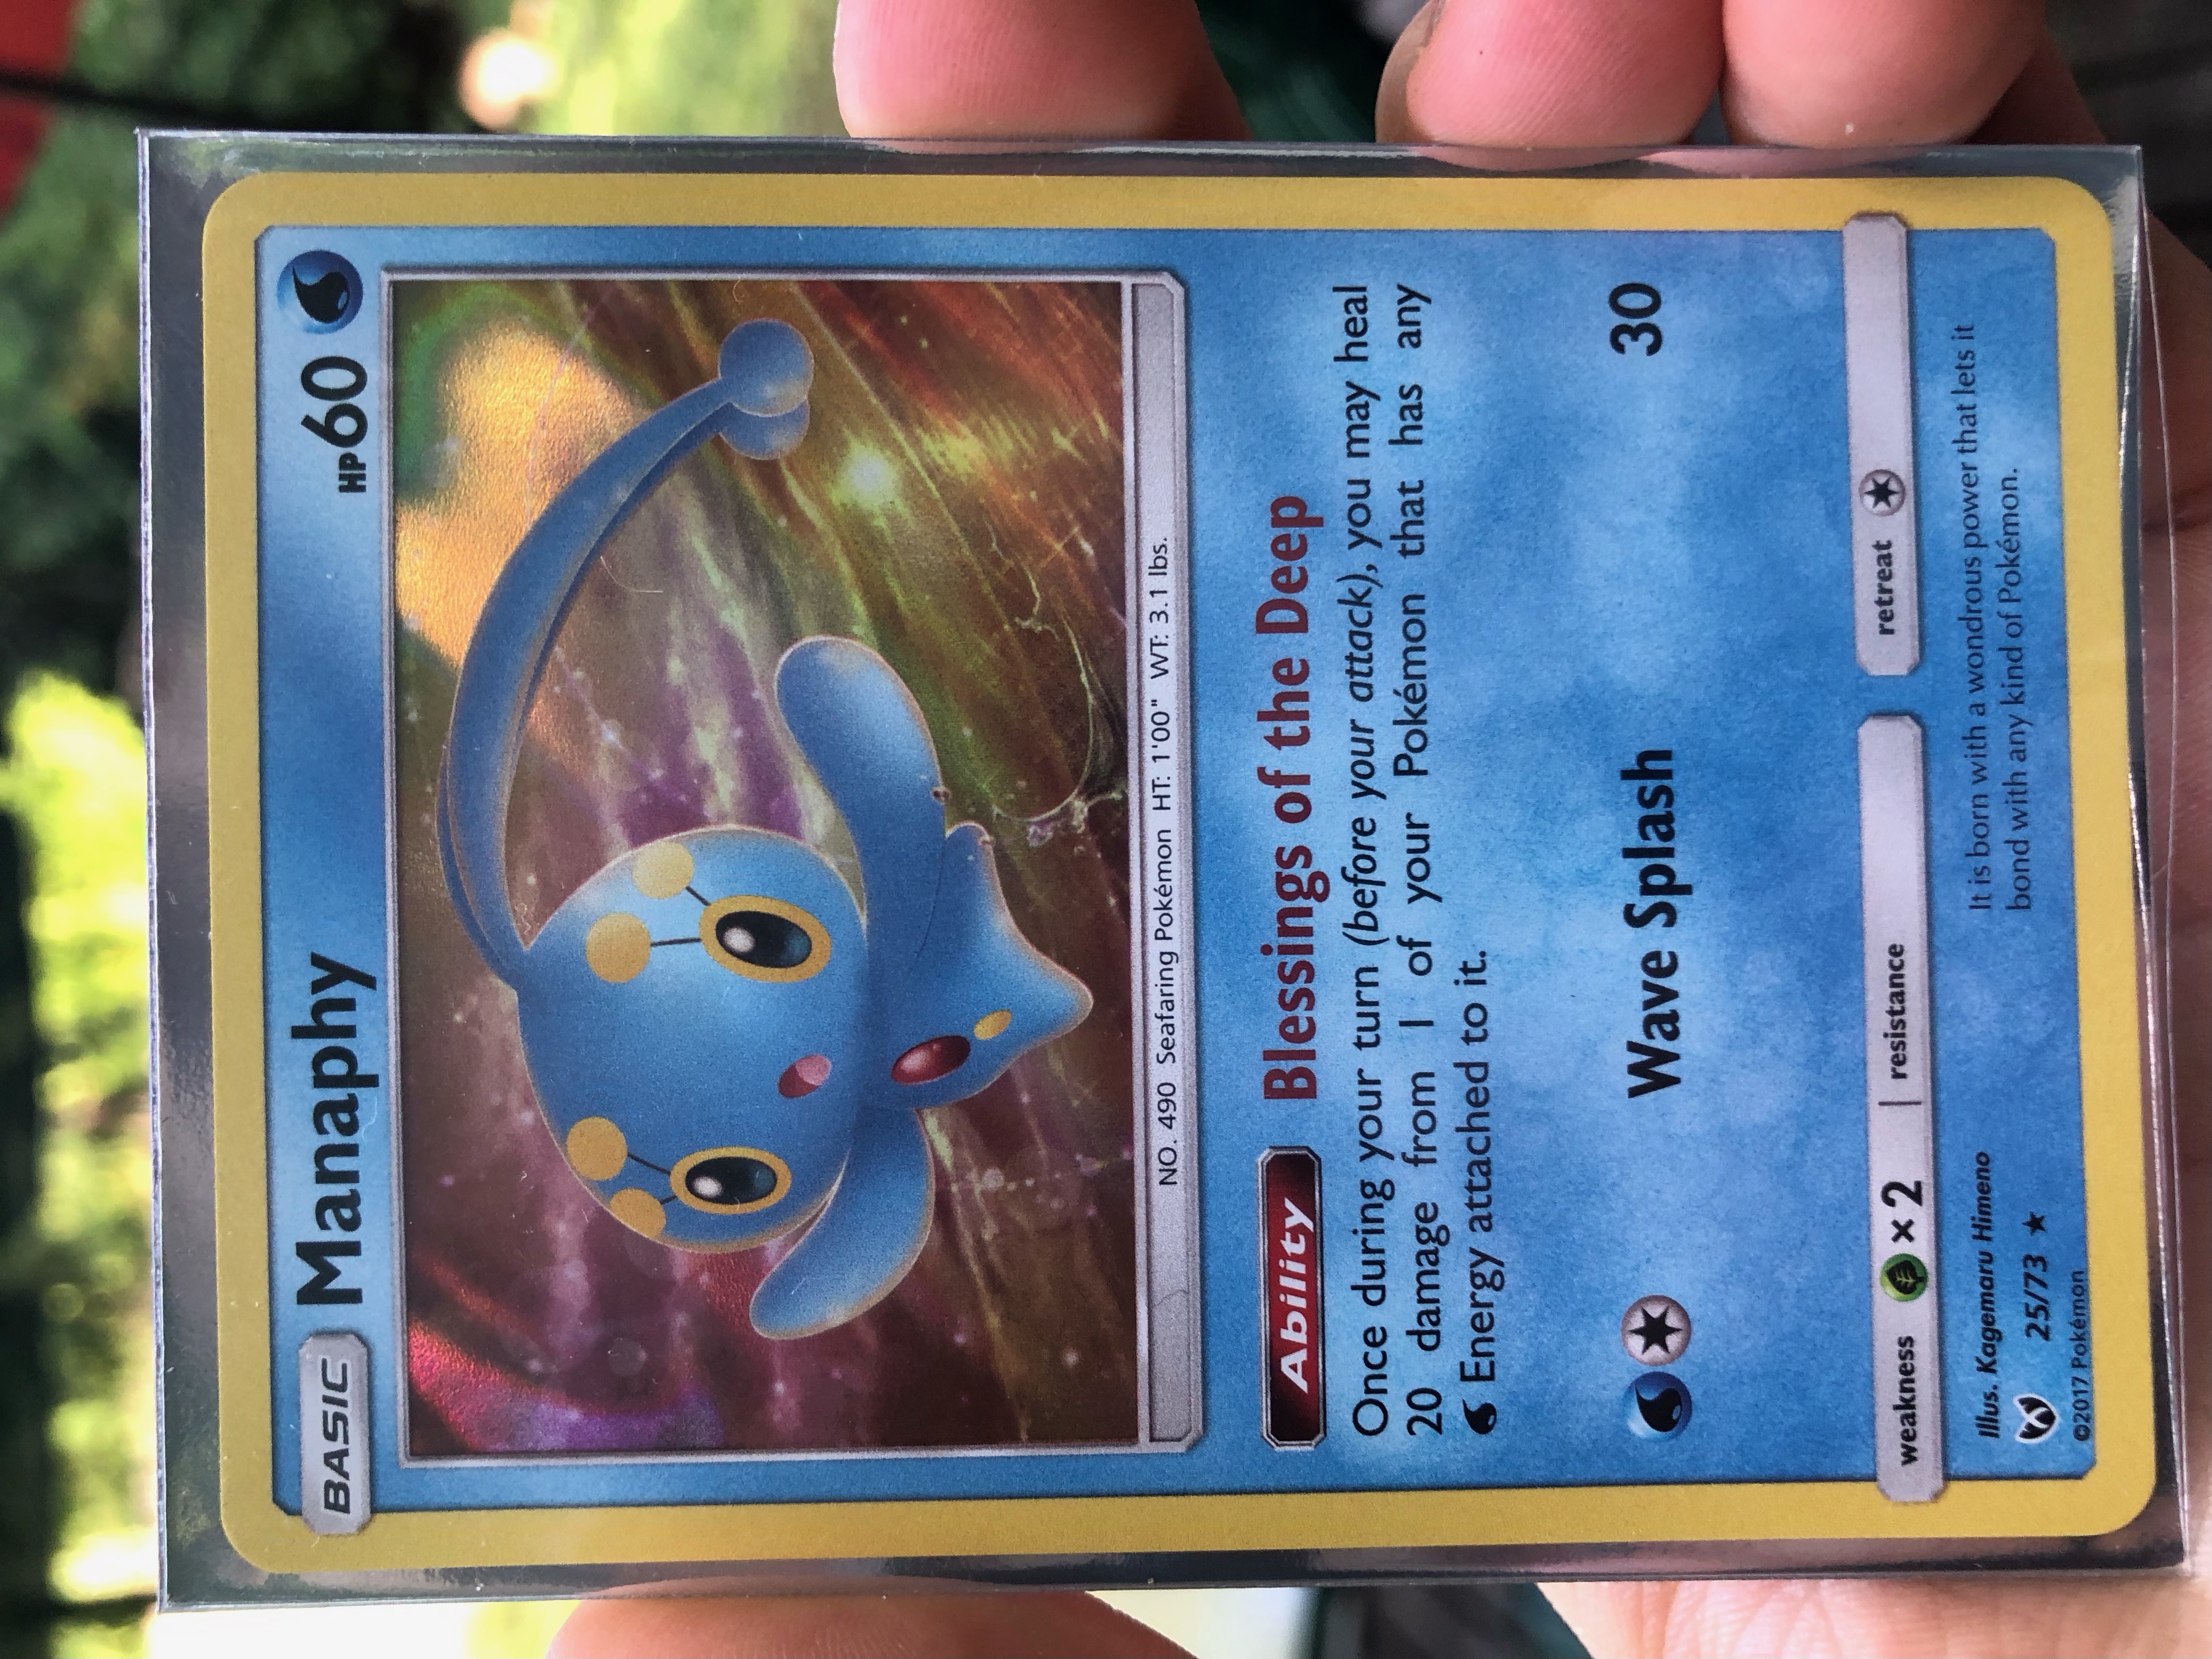 BASIC Manaphy HP60
NO. 490 Seafaring Pokémon HT: 1'00" WT: 3.1 lbs.
Ability Blessings of the Deep
Once during your turn (before your attack), you may heal
20 damage from 1 of your Pokémon that has any
Energy attached to it.
Wave Splash 30
weakness ×2 resistance retreat
Illus. Kagemaru Himeno
25/73 ★
©2017 Pokémon
It is born with a wondrous power that lets it
bond with any kind of Pokémon.